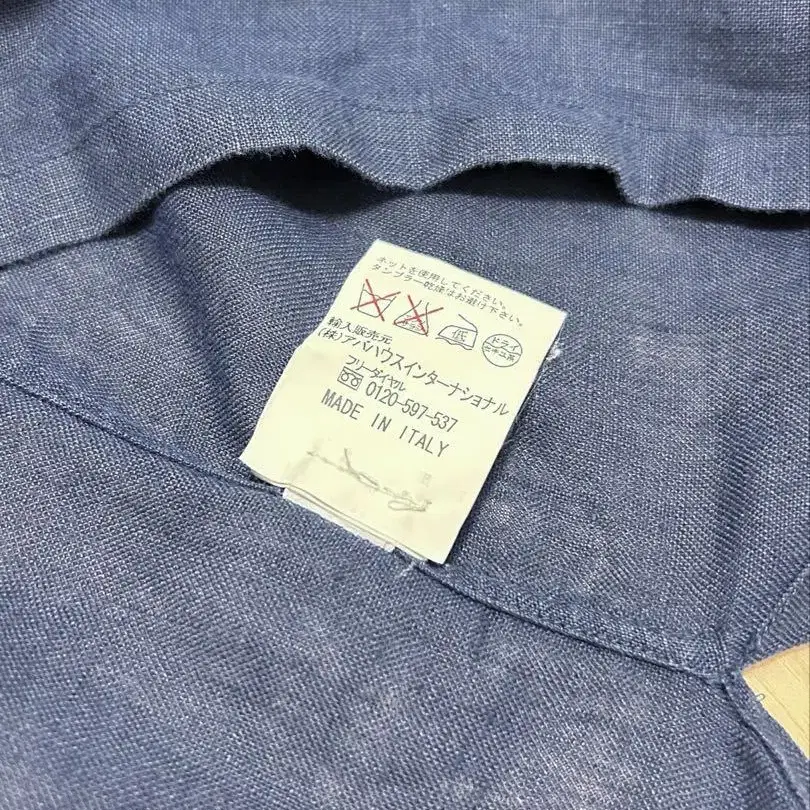 ネットを使用してください。
タンブラー乾燥はお避け下さい。
低
ドライ
輸入販売元
(株)アバハウスインターナショナル
フリーダイヤル
0120-597-537
MADE IN ITALY